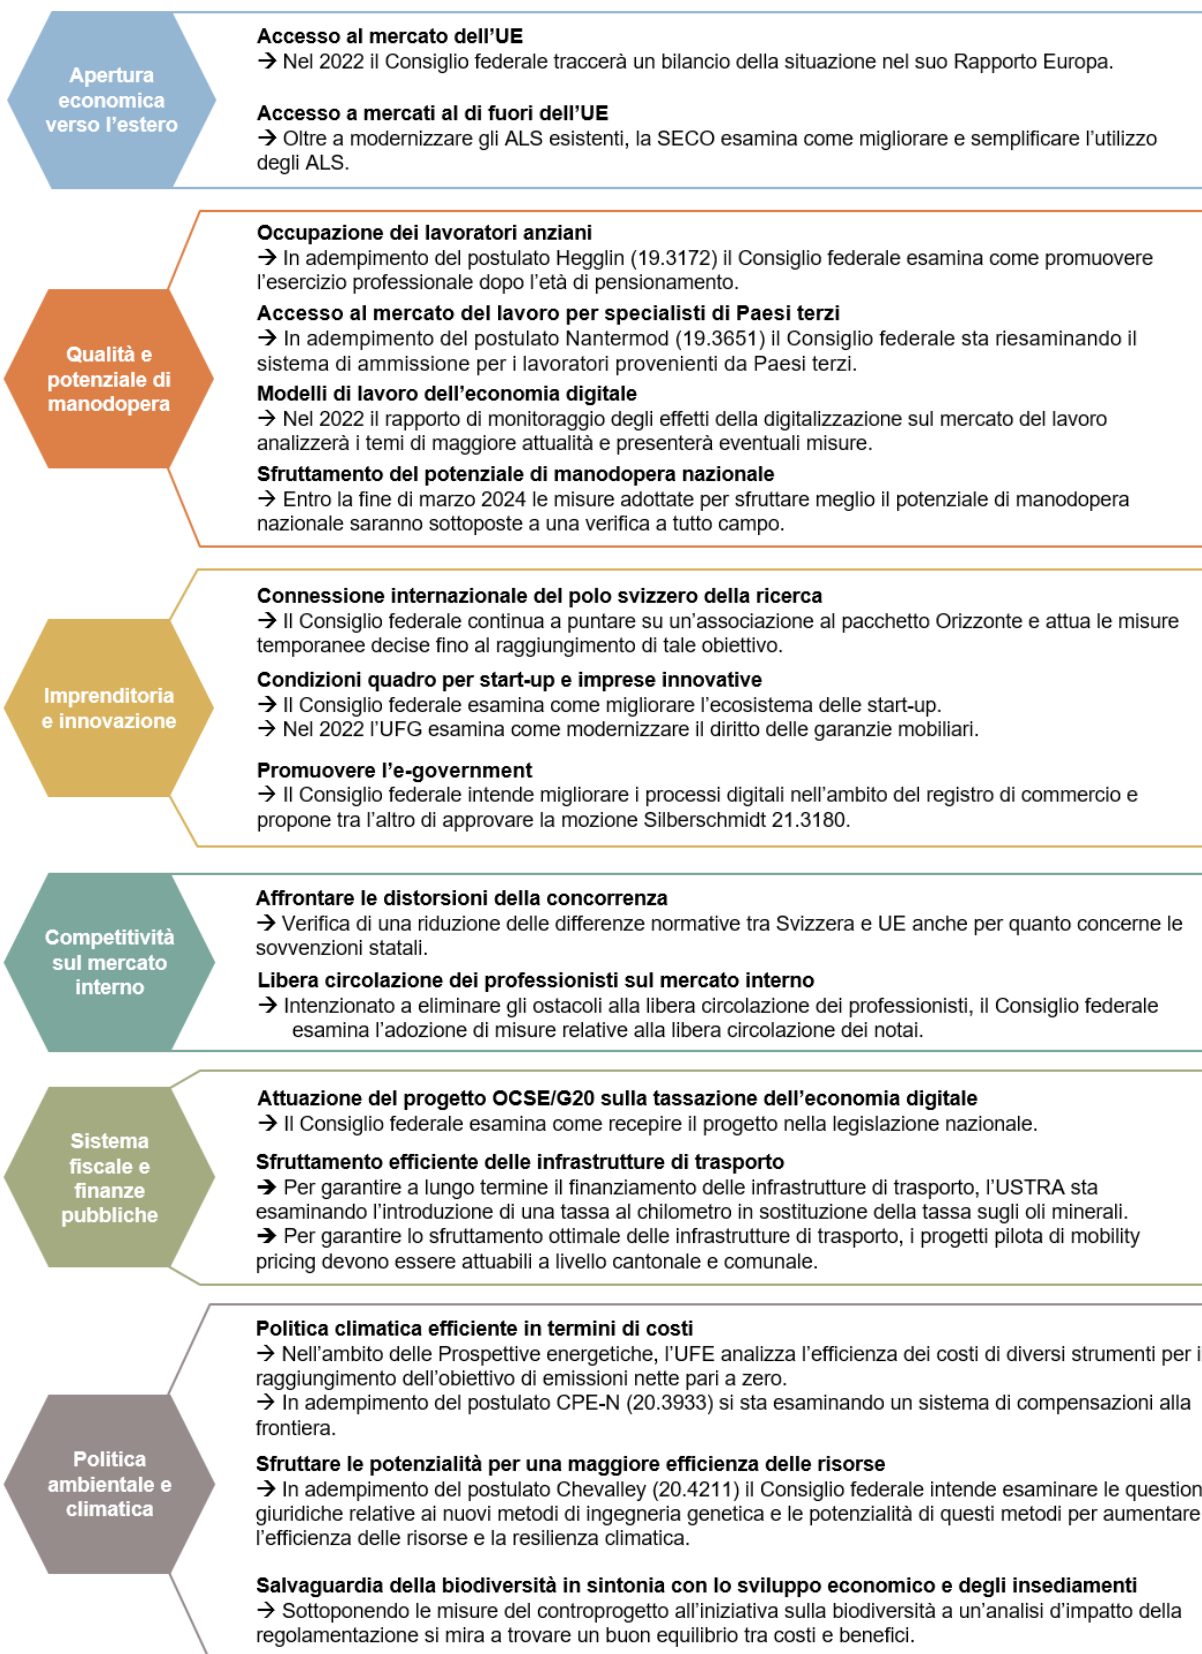 Apertura
economica
verso l'estero
Accesso al mercato dell'UE
→ Nel 2022 il Consiglio federale traccerà un bilancio della situazione nel suo Rapporto Europa.
Accesso a mercati al di fuori dell'UE
→ Oltre a modernizzare gli ALS esistenti, la SECO esamina come migliorare e semplificare l'utilizzo
degli ALS.
Qualità e
potenziale di
manodopera
Occupazione dei lavoratori anziani
→ In adempimento del postulato Hegglin (19.3172) il Consiglio federale esamina come promuovere
l'esercizio professionale dopo l'età di pensionamento.
Accesso al mercato del lavoro per specialisti di Paesi terzi
→ In adempimento del postulato Nantermod (19.3651) il Consiglio federale sta riesaminando il
sistema di ammissione per i lavoratori provenienti da Paesi terzi.
Modelli di lavoro dell'economia digitale
→ Nel 2022 il rapporto di monitoraggio degli effetti della digitalizzazione sul mercato del lavoro
analizzerà i temi di maggiore attualità e presenterà eventuali misure.
Sfruttamento del potenziale di manodopera nazionale
→ Entro la fine di marzo 2024 le misure adottate per sfruttare meglio il potenziale di manodopera
nazionale saranno sottoposte a una verifica a tutto campo.
Imprenditoria
e innovazione
Connessione internazionale del polo svizzero della ricerca
→ Il Consiglio federale continua a puntare su un'associazione al pacchetto Orizzonte e attua le misure
temporanee decise fino al raggiungimento di tale obiettivo.
Condizioni quadro per start-up e imprese innovative
→ Il Consiglio federale esamina come migliorare l'ecosistema delle start-up.
→ Nel 2022 l'UFG esamina come modernizzare il diritto delle garanzie mobiliari.
Promuovere l'e-government
→ Il Consiglio federale intende migliorare i processi digitali nell'ambito del registro di commercio e
propone tra l'altro di approvare la mozione Silberschmidt 21.3180.
Competitività
sul mercato
interno
Affrontare le distorsioni della concorrenza
→ Verifica di una riduzione delle differenze normative tra Svizzera e UE anche per quanto concerne le
sovvenzioni statali.
Libera circolazione dei professionisti sul mercato interno
→ Intenzionato a eliminare gli ostacoli alla libera circolazione dei professionisti, il Consiglio federale
esamina l'adozione di misure relative alla libera circolazione dei notai.
Sistema
fiscale e
finanze
pubbliche
Attuazione del progetto OCSE/G20 sulla tassazione dell'economia digitale
→ Il Consiglio federale esamina come recepire il progetto nella legislazione nazionale.
Sfruttamento efficiente delle infrastrutture di trasporto
→ Per garantire a lungo termine il finanziamento delle infrastrutture di trasporto, l'USTRA sta
esaminando l'introduzione di una tassa al chilometro in sostituzione della tassa sugli oli minerali.
→ Per garantire lo sfruttamento ottimale delle infrastrutture di trasporto, i progetti pilota di mobility
pricing devono essere attuabili a livello cantonale e comunale.
Politica
ambientale e
climatica
Politica climatica efficiente in termini di costi
→ Nell'ambito delle Prospettive energetiche, l'UFE analizza l'efficienza dei costi di diversi strumenti per i
raggiungimento dell'obiettivo di emissioni nette pari a zero.
→ In adempimento del postulato CPE-N (20.3933) si sta esaminando un sistema di compensazioni alla
frontiera.
Sfruttare le potenzialità per una maggiore efficienza delle risorse
→ In adempimento del postulato Chevalley (20.4211) il Consiglio federale intende esaminare le question
giuridiche relative ai nuovi metodi di ingegneria genetica e le potenzialità di questi metodi per aumentare
l'efficienza delle risorse e la resilienza climatica.
Salvaguardia della biodiversità in sintonia con lo sviluppo economico e degli insediamenti
→ Sottoponendo le misure del controprogetto all'iniziativa sulla biodiversità a un'analisi d'impatto della
regolamentazione si mira a trovare un buon equilibrio tra costi e benefici.